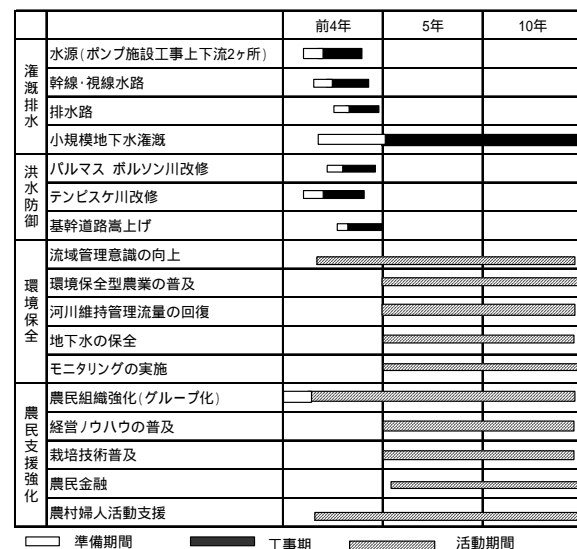 前4年 5年 10年
灌漑排水
水源(ポンプ施設工事上下流2ヶ所)
幹線・視線水路
排水路
小規模地下水灌漑
洪水防御
パルマス ボルソン川改修
テンピスケ川改修
基幹道路嵩上げ
環境保全
流域管理意識の向上
環境保全型農業の普及
河川維持管理流量の回復
地下水の保全
モニタリングの実施
農民支援強化
農民組織強化(グループ化)
経営ノウハウの普及
栽培技術普及
農民金融
農村婦人活動支援
準備期間 工事期 活動期間